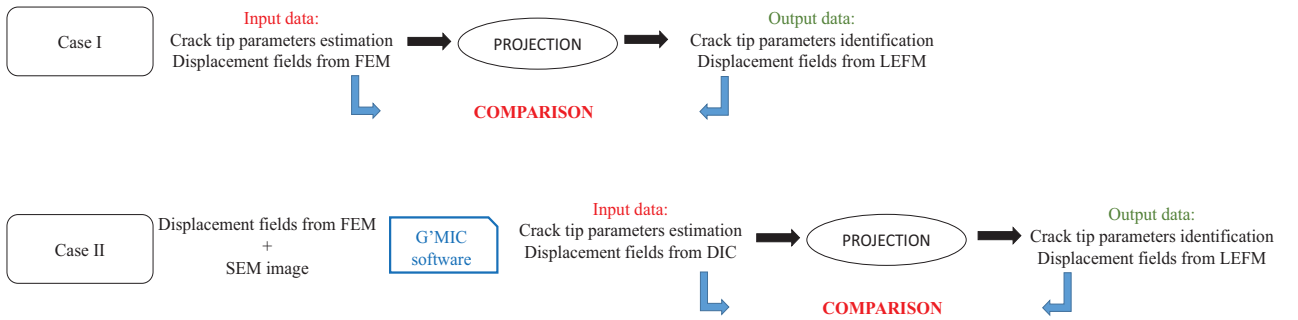 Case I
Input data:
Crack tip parameters estimation
Displacement fields from FEM
PROJECTION
Output data:
Crack tip parameters identification
Displacement fields from LEFM
COMPARISON
Case II
Displacement fields from FEM
+
SEM image
G’MIC
software
Input data:
Crack tip parameters estimation
Displacement fields from DIC
PROJECTION
Output data:
Crack tip parameters identification
Displacement fields from LEFM
COMPARISON